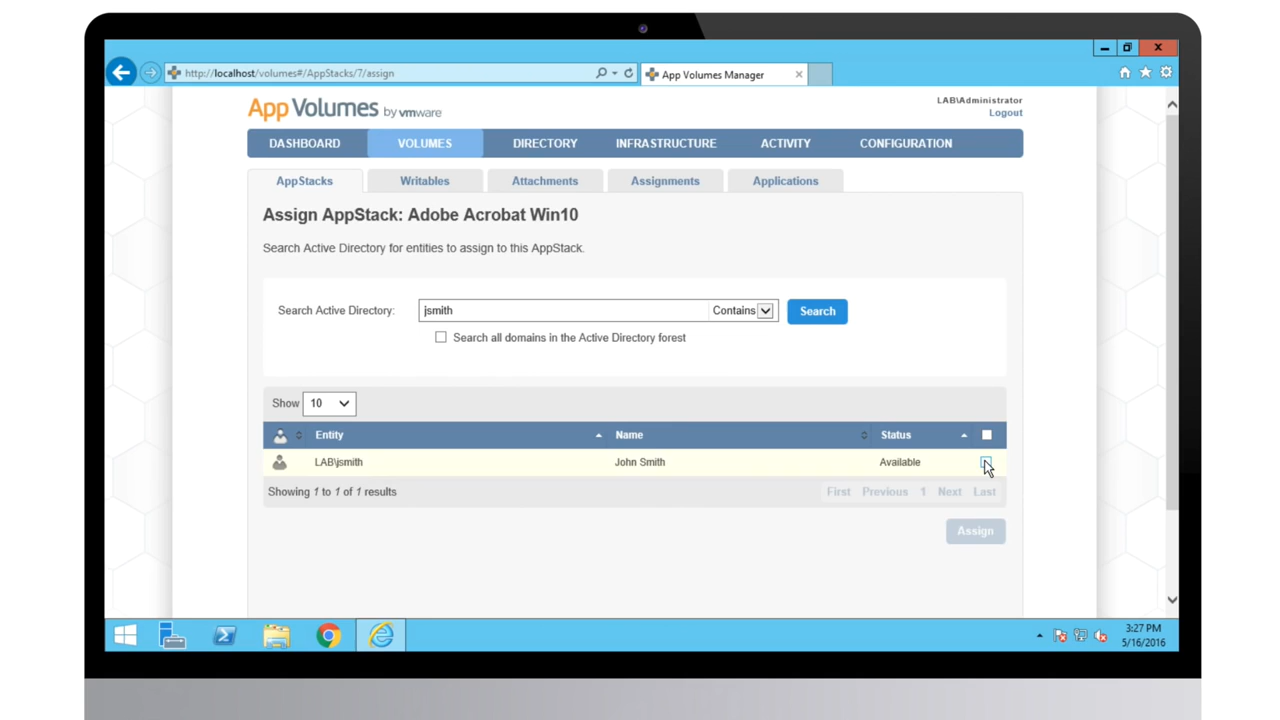 http://localhost/volumes#/AppStacks/7/assign
App Volumes Manager
App Volumes by vmware
LAB\Administrator
Logout
DASHBOARD VOLUMES DIRECTORY INFRASTRUCTURE ACTIVITY CONFIGURATION
AppStacks Writables Attachments Assignments Applications
Assign AppStack: Adobe Acrobat Win10
Search Active Directory for entities to assign to this AppStack.
Search Active Directory: jsmith Contains Search
Search all domains in the Active Directory forest
Show 10
Entity Name Status
LAB\jsmith John Smith Available
Showing 1 to 1 of 1 results First Previous 1 Next Last
Assign
3:27 PM
5/16/2016